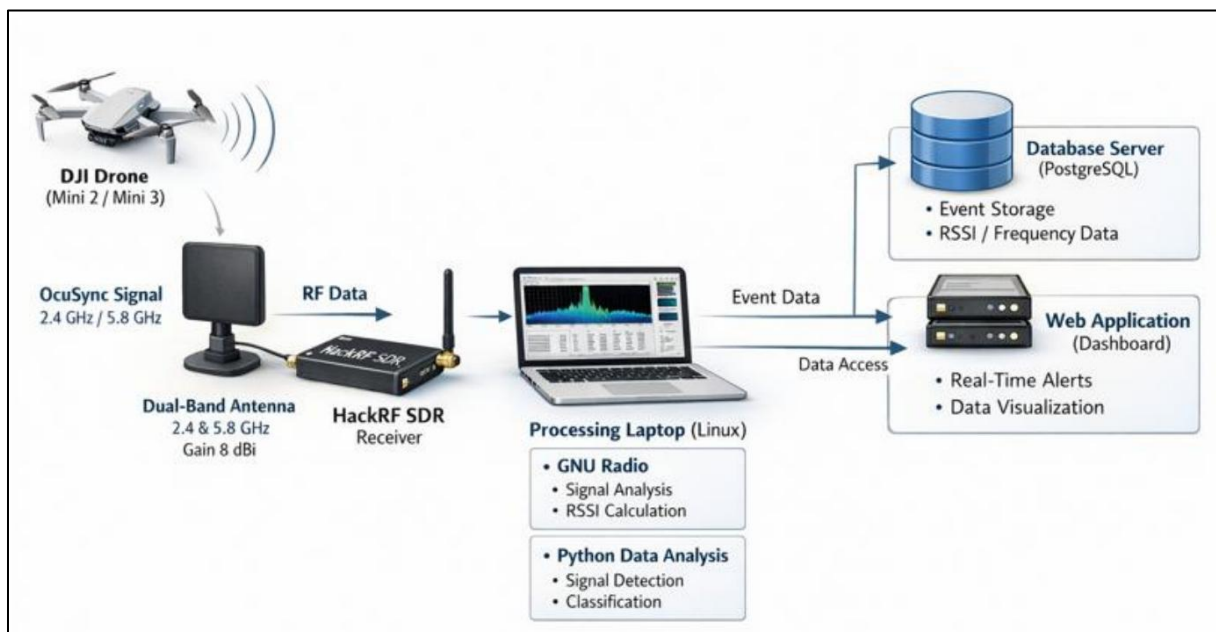 DJI Drone
(Mini 2 / Mini 3)
OcuSync Signal
2.4 GHz / 5.8 GHz
RF Data
HackRF SDR
Dual-Band Antenna
2.4 & 5.8 GHz
Gain 8 dBi
HackRF SDR
Receiver
Processing Laptop (Linux)
• GNU Radio
• Signal Analysis
• RSSI Calculation
• Python Data Analysis
• Signal Detection
• Classification
Event Data
Data Access
Database Server
(PostgreSQL)
• Event Storage
• RSSI / Frequency Data
Web Application
(Dashboard)
• Real-Time Alerts
• Data Visualization